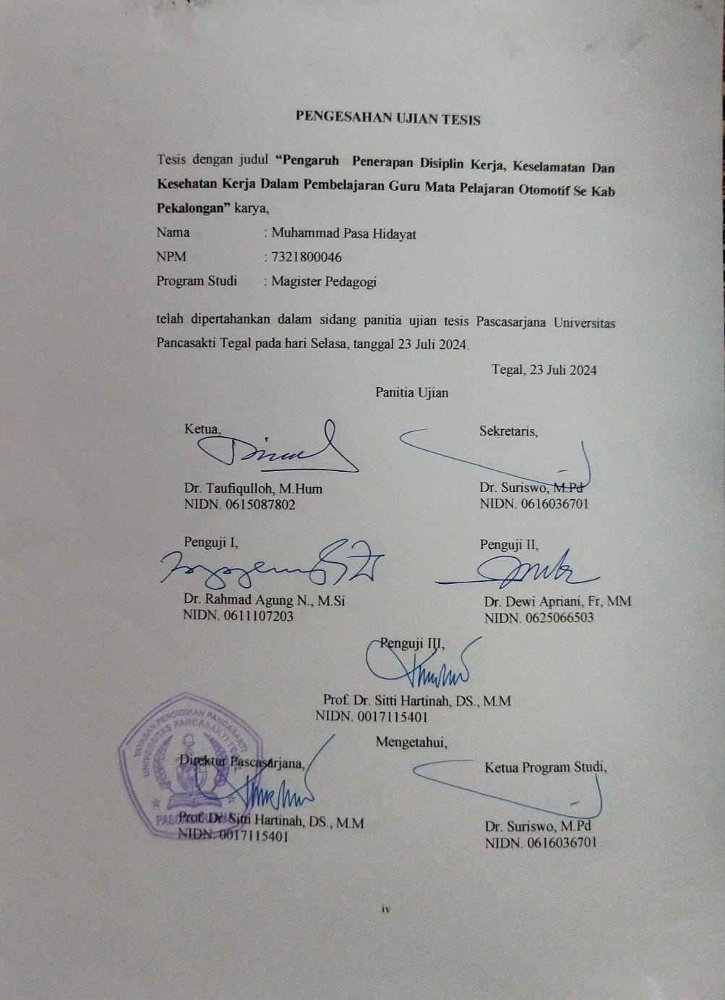 PENGESAHAN UJIAN TESIS
Tesis dengan judul “Pengaruh Penerapan Disiplin Kerja, Keselamatan Dan
Kesehatan Kerja Dalam Pembelajaran Guru Mata Pelajaran Otomotif Se Kab
Pekalongan” karya,
Nama : Muhammad Pasa Hidayat
NPM : 7321800046
Program Studi : Magister Pedagogi
telah dipertahankan dalam sidang panitia ujian tesis Pascasarjana Universitas
Pancasakti Tegal pada hari Selasa, tanggal 23 Juli 2024.
Tegal, 23 Juli 2024
Panitia Ujian
Ketua,
Sekretaris,
Dr. Taufiqulloh, M.Hum
NIDN. 0615087802
Dr. Suriswo, M.Pd
NIDN. 0616036701
Penguji I,
Penguji II,
Dr. Rahmad Agung N., M.Si
NIDN. 0611107203
Dr. Dewi Apriani, Fr, MM
NIDN. 0625066503
Penguji III,
Prof. Dr. Sitti Hartinah, DS., M.M
NIDN. 0017115401
Mengetahui,
YAYASAN PENDIDIKAN PANCASAKTI
UNIVERSITAS PANCASAKTI
Direktur Pascasarjana,
Ketua Program Studi,
Prof. Dr. Sitti Hartinah, DS., M.M
NIDN. 0017115401
Dr. Suriswo, M.Pd
NIDN. 0616036701
iv